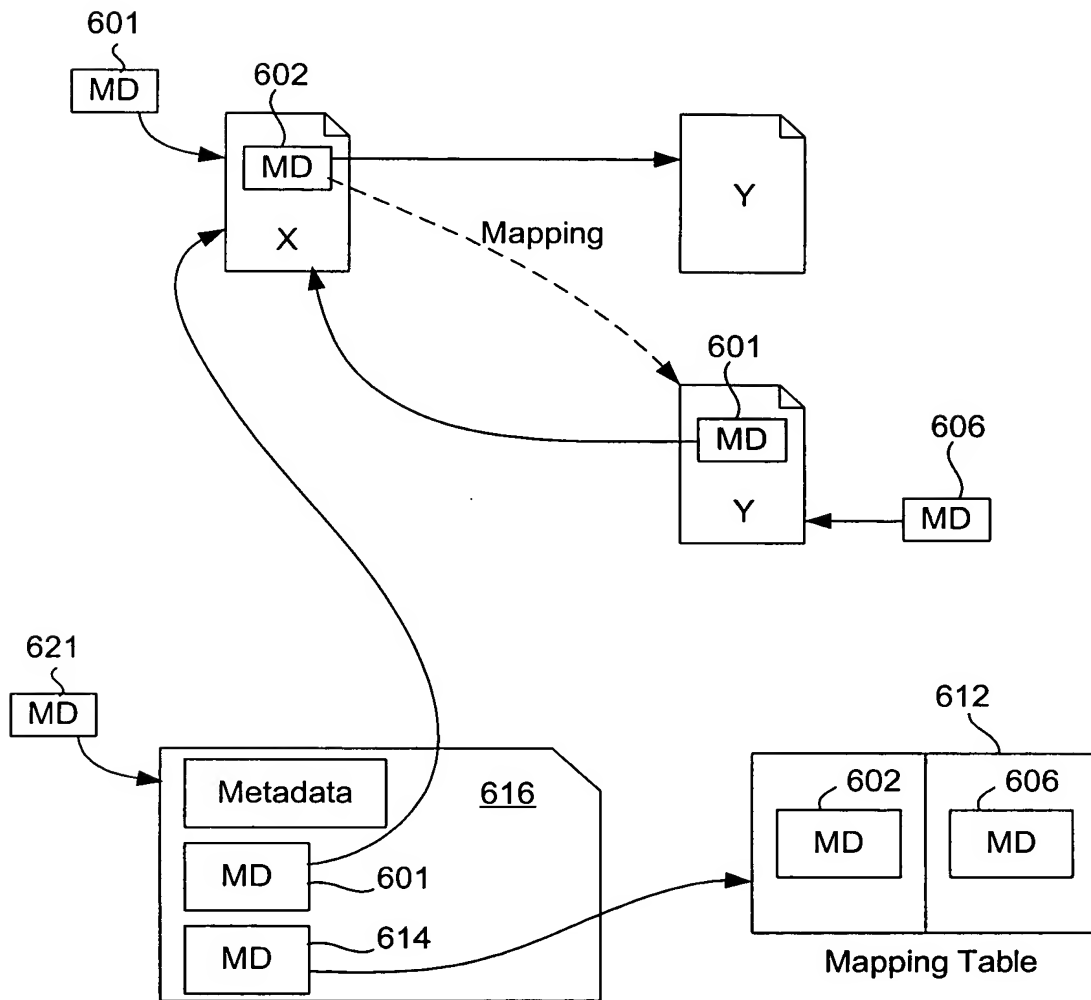 601
MD
602
MD
X
Y
Mapping
601
MD
Y
606
MD
621
MD
616
Metadata
MD
601
MD
614
612
602
MD
606
MD
Mapping Table